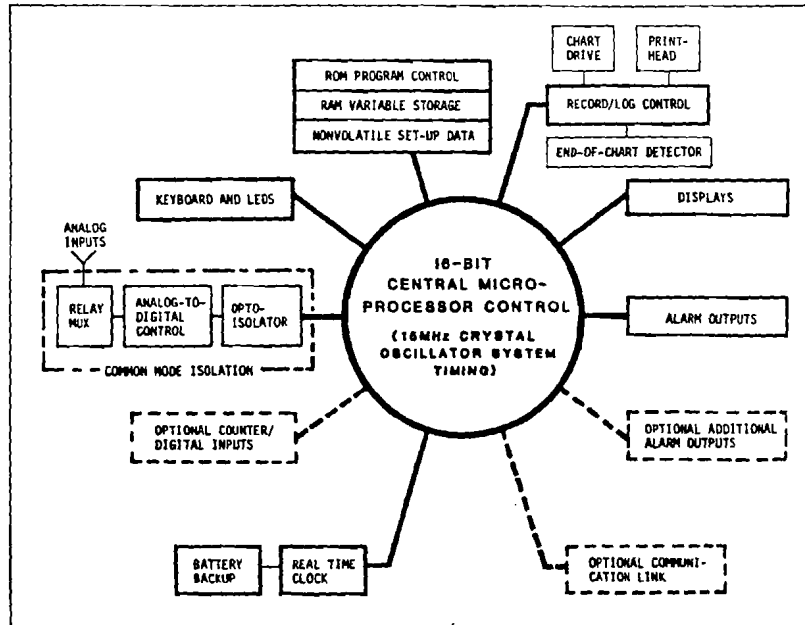 CHART
DRIVE
PRINT-
HEAD
ROM PROGRAM CONTROL
RAM VARIABLE STORAGE
NONVOLATILE SET-UP DATA
RECORD/LOG CONTROL
END-OF-CHART DETECTOR
KEYBOARD AND LEDS
DISPLAYS
ANALOG
INPUTS
RELAY
MUX
ANALOG-TO-
DIGITAL
CONTROL
OPTO-
ISOLATOR
COMMON MODE ISOLATION
16-BIT
CENTRAL MICRO-
PROCESSOR CONTROL
(15MHz CRYSTAL
OSCILLATOR SYSTEM
TIMING)
ALARM OUTPUTS
OPTIONAL COUNTER/
DIGITAL INPUTS
OPTIONAL ADDITIONAL
ALARM OUTPUTS
BATTERY
BACKUP
REAL TIME
CLOCK
OPTIONAL COMMUNI-
CATION LINK